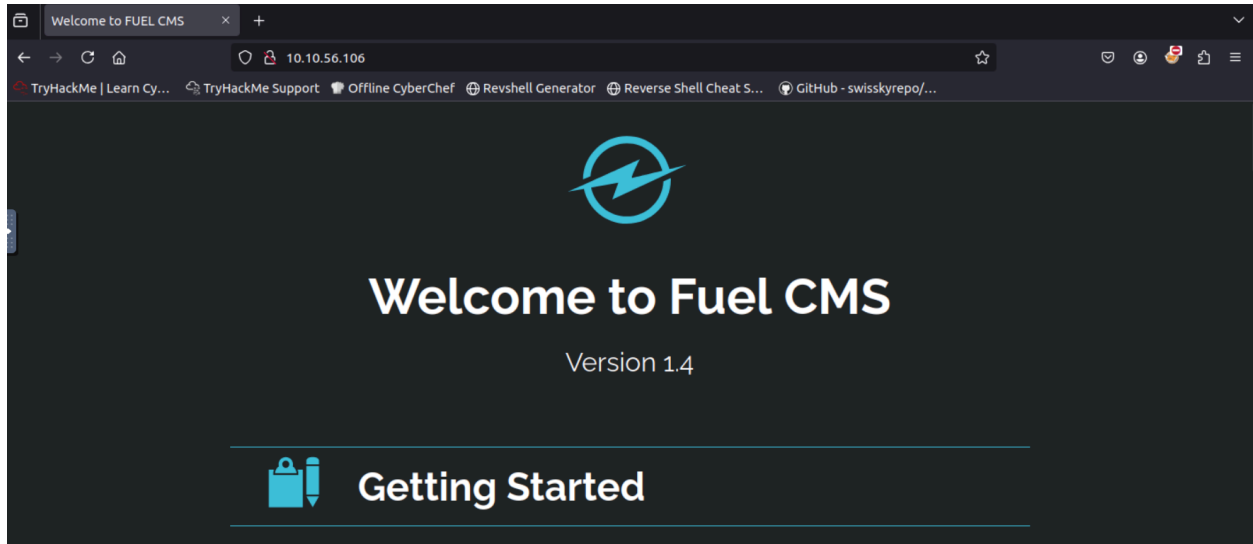 Welcome to FUEL CMS
10.10.56.106
TryHackMe | Learn Cy... TryHackMe Support Offline CyberChef Revshell Generator Reverse Shell Cheat S... GitHub - swisskyrepo/...
Welcome to Fuel CMS
Version 1.4
Getting Started